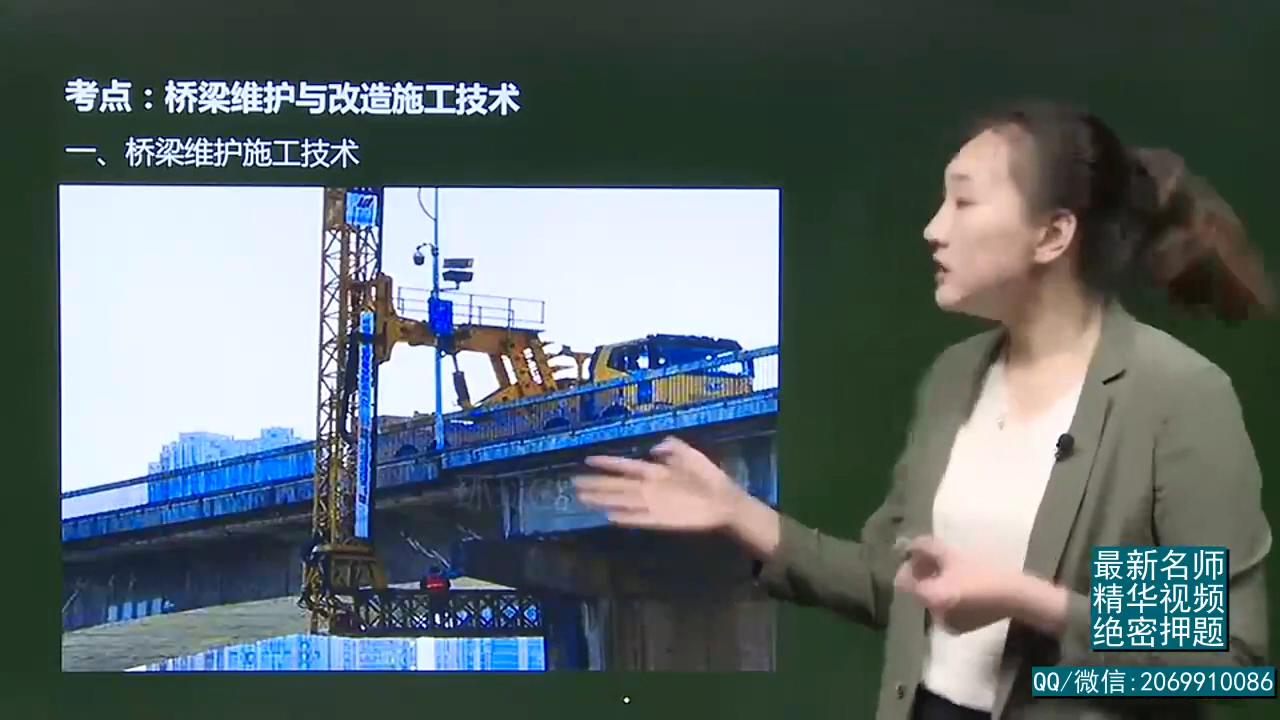 考点：桥梁维护与改造施工技术
一、桥梁维护施工技术
最新名师
精华视频
绝密押题
QQ/微信:2069910086